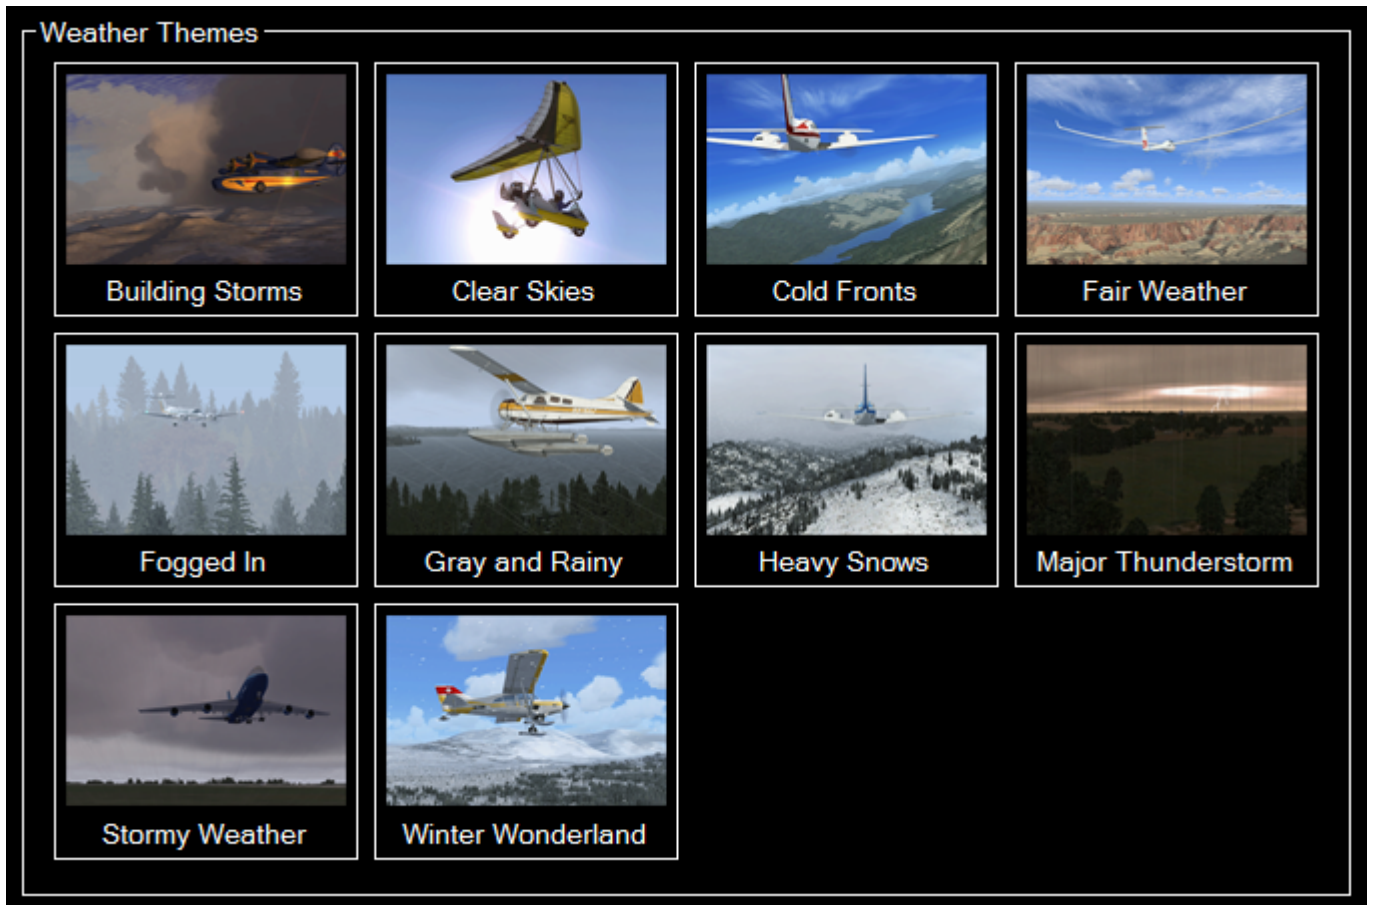 Weather Themes
Building Storms
Clear Skies
Cold Fronts
Fair Weather
Fogged In
Gray and Rainy
Heavy Snows
Major Thunderstorm
Stormy Weather
Winter Wonderland